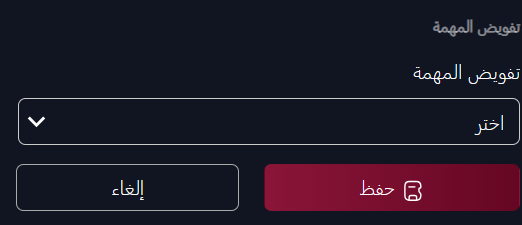 تفويض المهمة
تفويض المهمة
اختر
حفظ
إلغاء